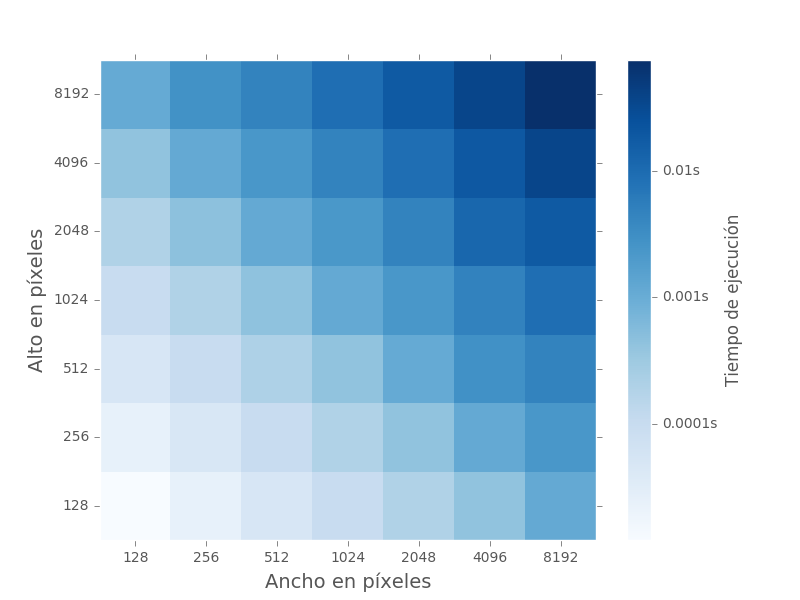 8192
4096
2048
1024
512
256
128
Alto en píxeles
128 256 512 1024 2048 4096 8192
Ancho en píxeles
0.01s
0.001s
0.0001s
Tiempo de ejecución